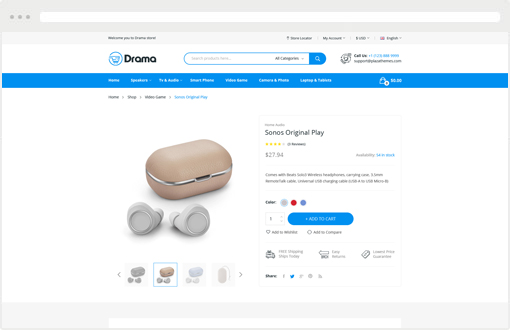 Welcome you to Drama store!
Store Locator
My Account
$ USD
English
Drama
Search products here...
All Categories
Call Us: +1 (123) 888 9999
support@plazathemes.com
Home
Speakers
Tv & Audio
Smart Phone
Video Game
Camera & Photo
Laptop & Tablets
0
$0.00
Home
Shop
Video Game
Sonos Original Play
Home Audio
Sonos Original Play
(3 Reviews)
$27.94
Availability: 54 in stock
Comes with Beats Solo3 Wireless headphones, Carrying case, 3.5mm
RemoteTalk cable, Universal USB charging cable (USB-A to USB Micro-B)
Color:
5
+ ADD TO CART
Add to Wishlist
Add to Compare
FREE Shipping
Ships Today
Easy
Returns
Lowest Price
Guarantee
Share: